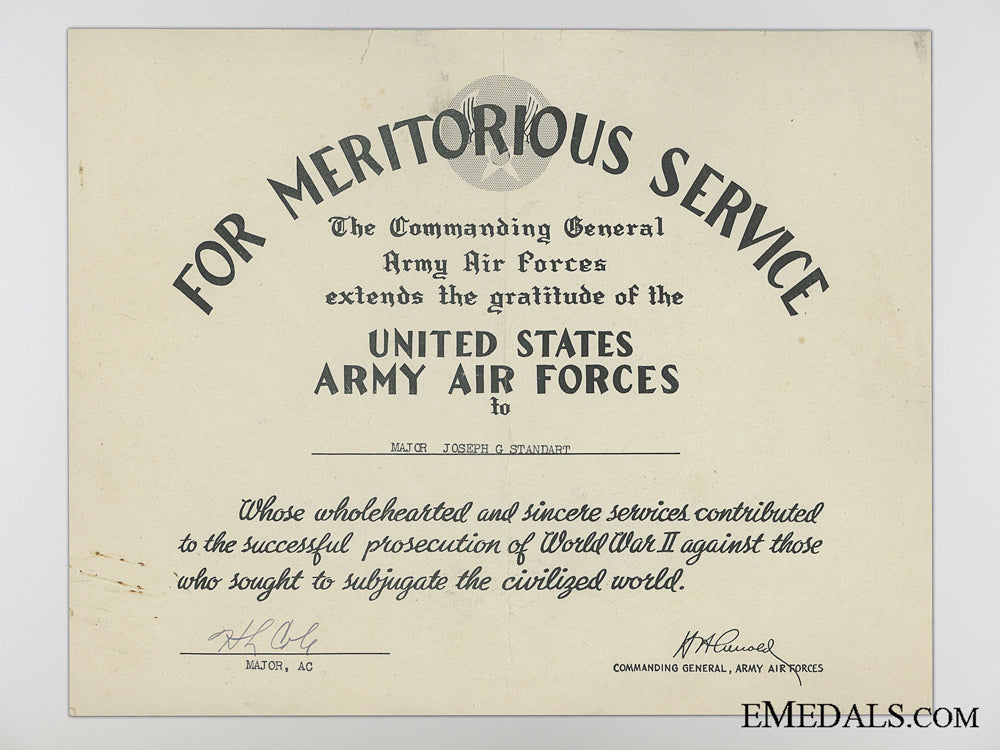 FOR MERITORIOUS SERVICE
The Commanding General
Army Air Forces
extends the gratitude of the
UNITED STATES
ARMY AIR FORCES
to
MAJOR JOSEPH G STANDART
Whose wholehearted and sincere services contributed
to the successful prosecution of World War II against those
who sought to subjugate the civilized world.
H L Cole
MAJOR, AC
H H Arnold
COMMANDING GENERAL, ARMY AIR FORCES
EMEDALS.COM